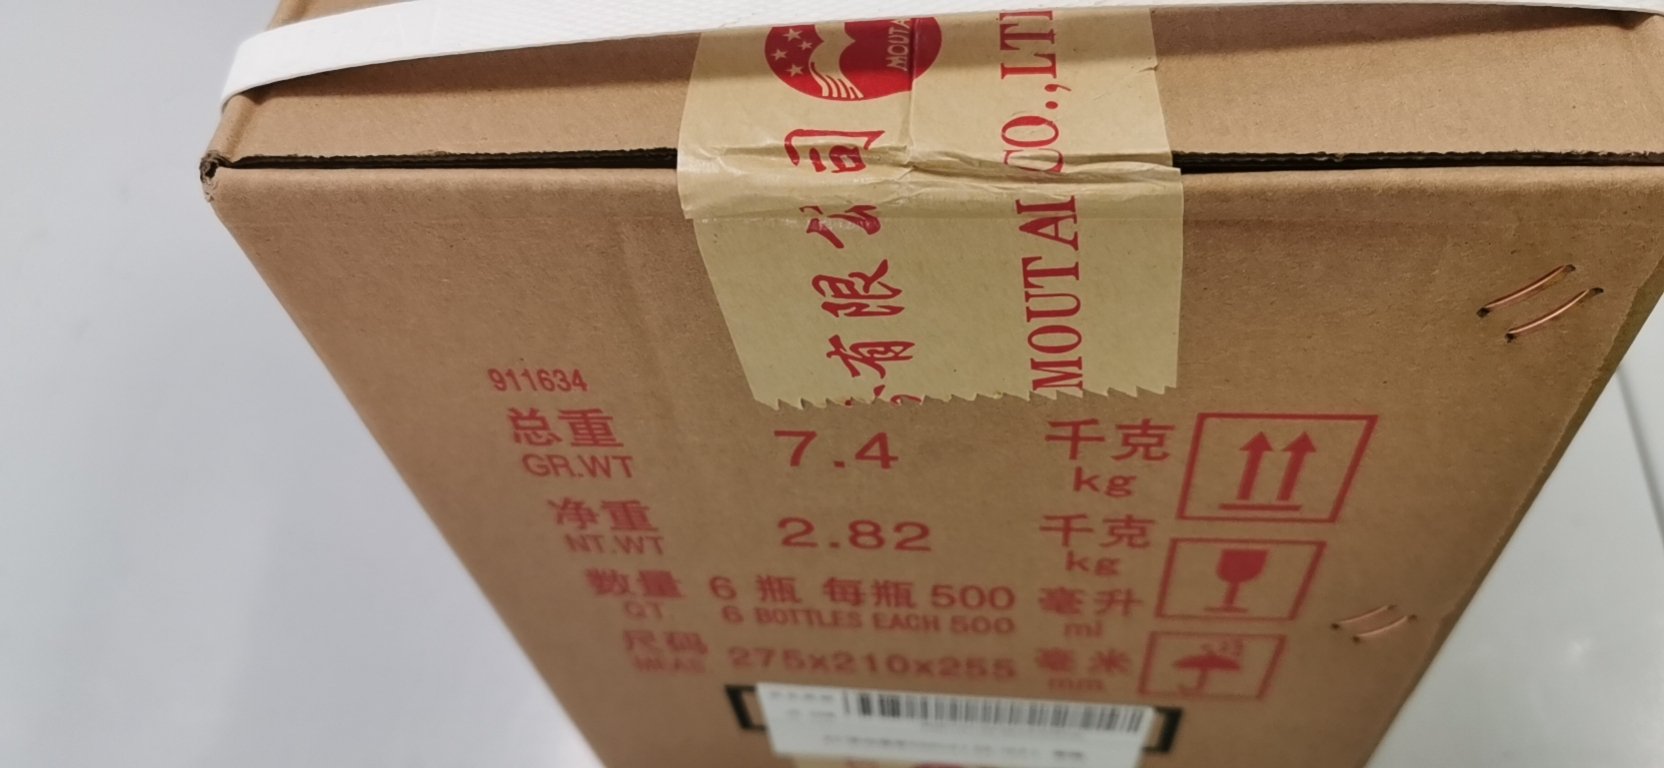 MOUTA
有限公司
MOUTAI CO.,LT
911634
总重 7.4 千克
GR.WT kg
净重 2.82 千克
NT.WT kg
数量 6 瓶 每瓶 500 毫升
QT. 6 BOTTLES EACH 500 ml
尺码 275x210x255 毫米
MEAS mm